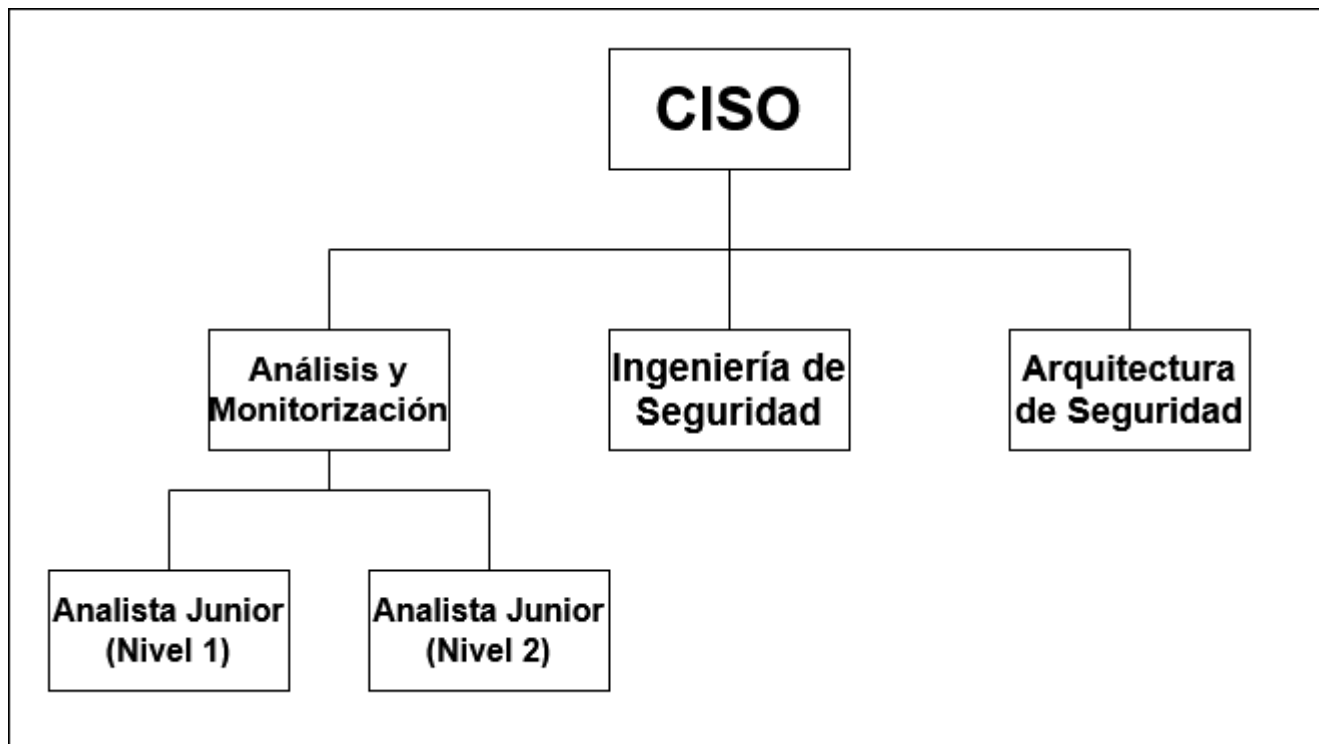 CISO
Análisis y
Monitorización
Ingeniería de
Seguridad
Arquitectura
de Seguridad
Analista Junior
(Nivel 1)
Analista Junior
(Nivel 2)